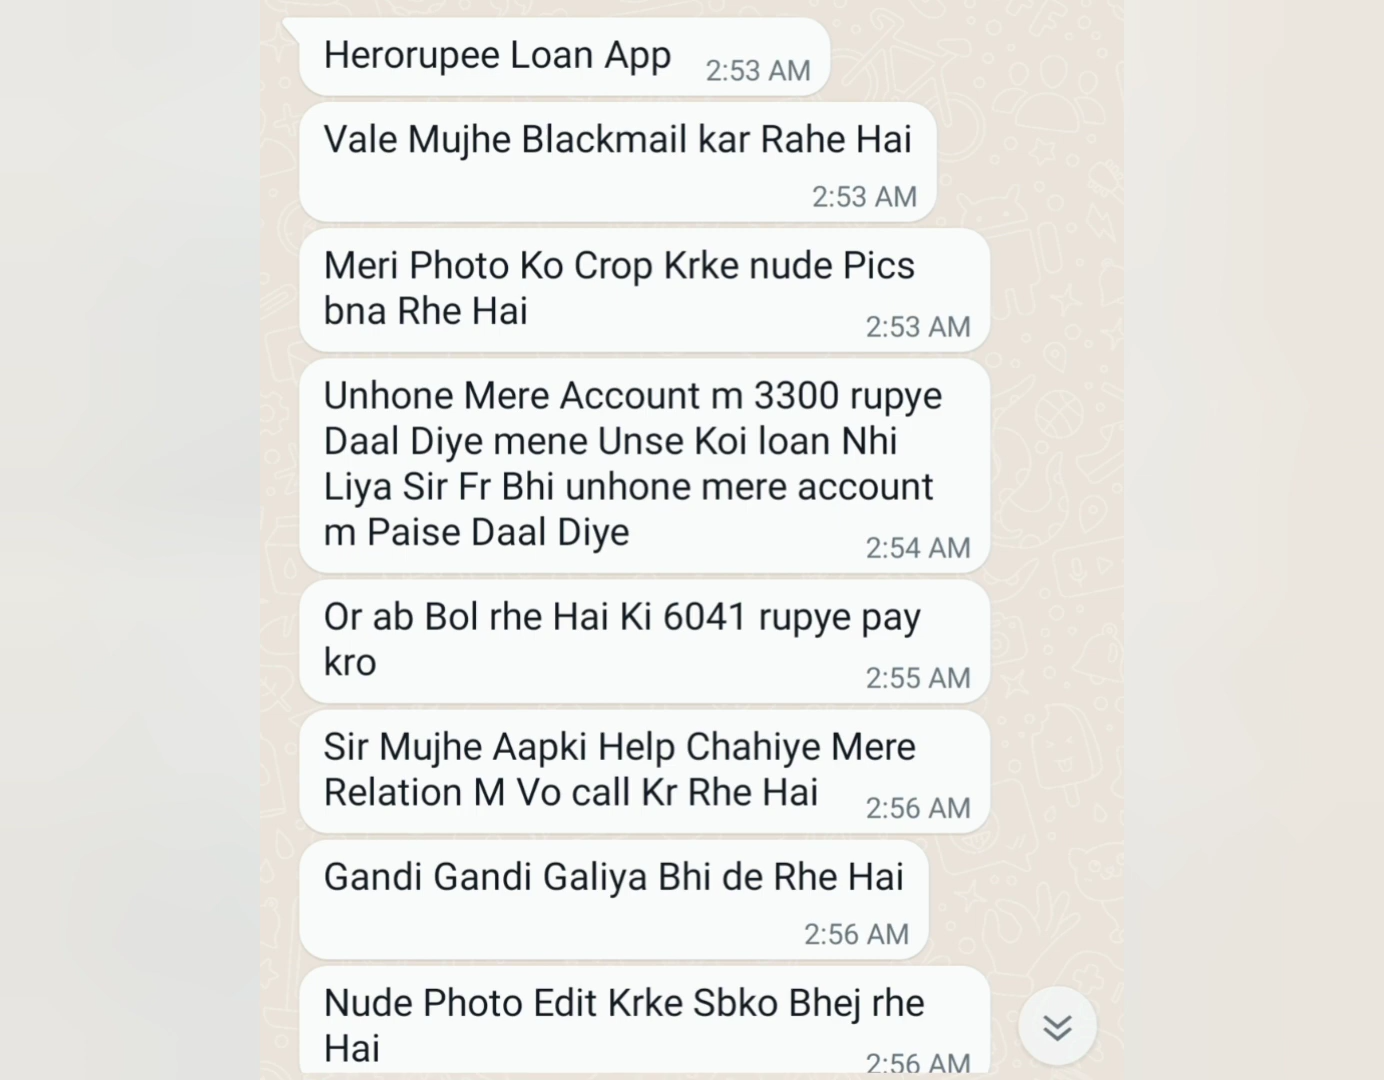 Herorupee Loan App 2:53 AM
Vale Mujhe Blackmail kar Rahe Hai
2:53 AM
Meri Photo Ko Crop Krke nude Pics
bna Rhe Hai 2:53 AM
Unhone Mere Account m 3300 rupye
Daal Diye mene Unse Koi loan Nhi
Liya Sir Fr Bhi unhone mere account
m Paise Daal Diye 2:54 AM
Or ab Bol rhe Hai Ki 6041 rupye pay
kro 2:55 AM
Sir Mujhe Aapki Help Chahiye Mere
Relation M Vo call Kr Rhe Hai 2:56 AM
Gandi Gandi Galiya Bhi de Rhe Hai
2:56 AM
Nude Photo Edit Krke Sbko Bhej rhe
Hai 2:56 AM